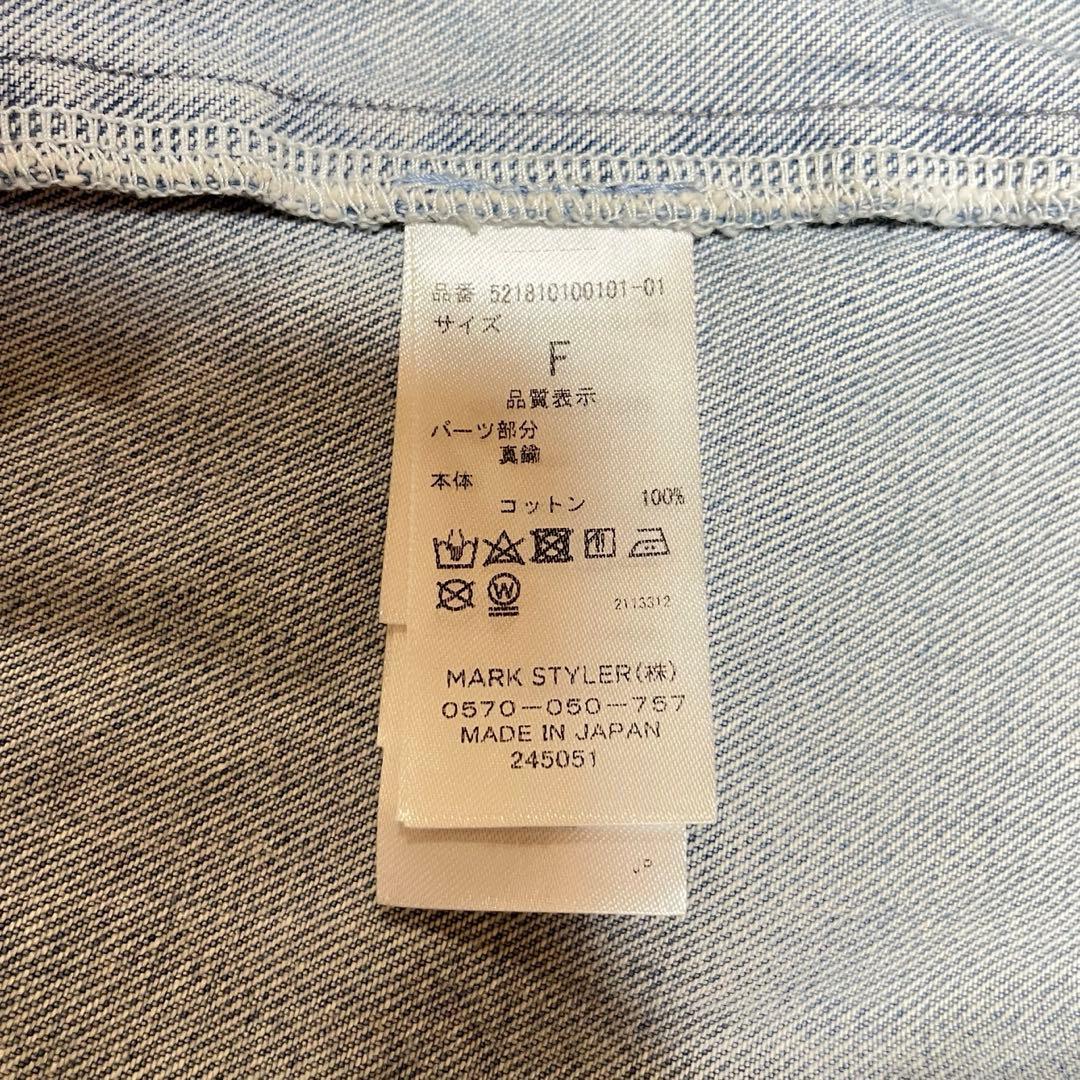 品番 521810100101-01
サイズ
F
品質表示
パーツ部分
真鍮
本体
コットン 100%
W
2113312
MARK STYLER(株)
0570-050-757
MADE IN JAPAN
245051
JP